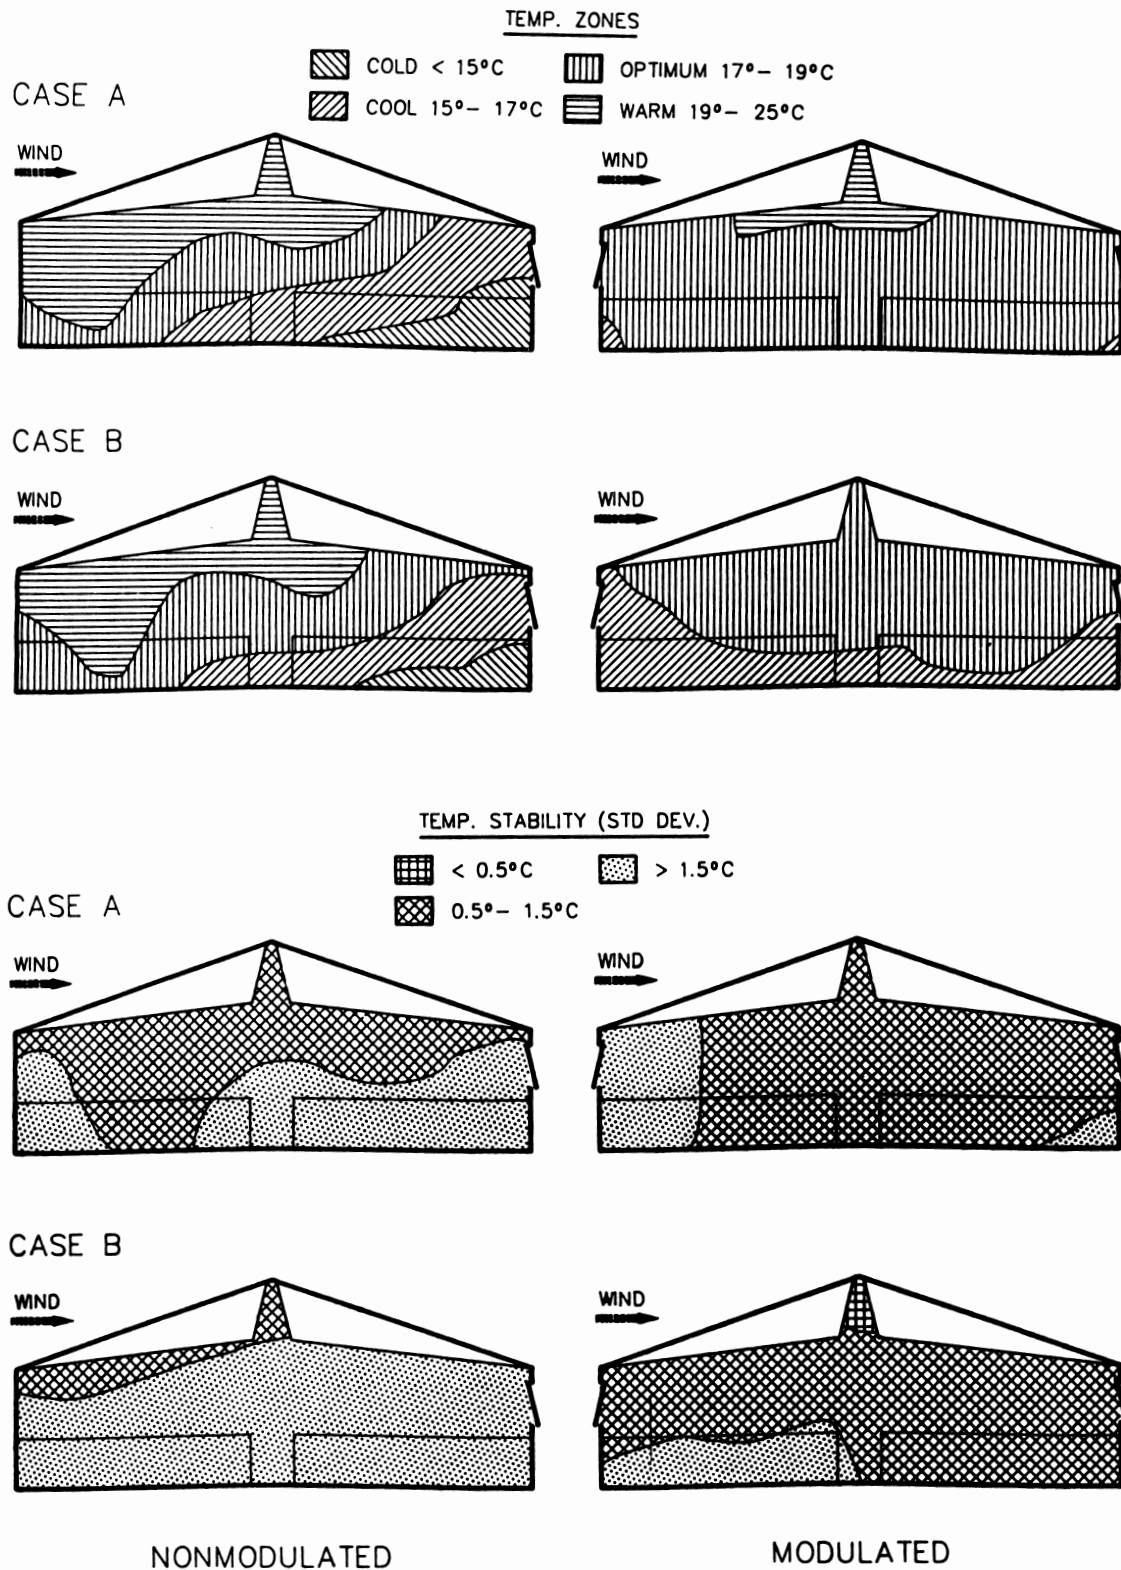 TEMP. ZONES
COLD < 15°C
OPTIMUM 17°– 19°C
COOL 15°– 17°C
WARM 19°– 25°C
CASE A
WIND
WIND
CASE B
WIND
WIND
TEMP. STABILITY (STD DEV.)
< 0.5°C
> 1.5°C
0.5°– 1.5°C
CASE A
WIND
WIND
CASE B
WIND
WIND
NONMODULATED
MODULATED